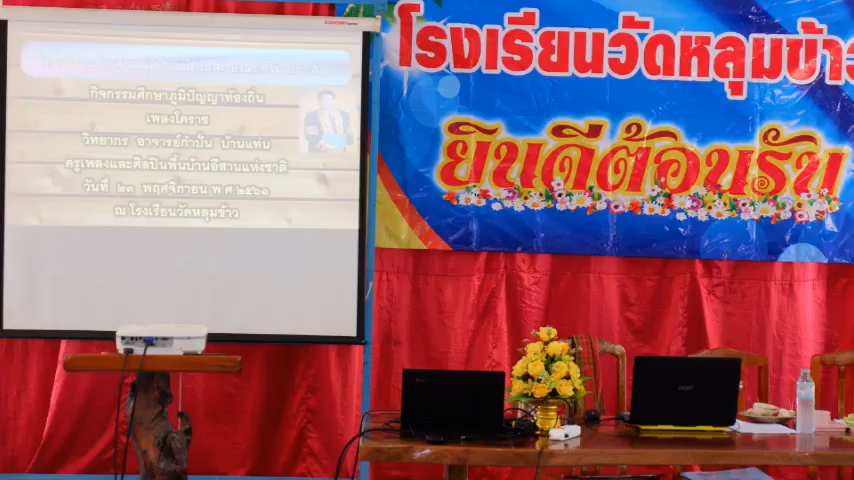 กิจกรรมศึกษาภูมิปัญญาท้องถิ่น
เพลงโคราช
วิทยากร อาจารย์กำปั่น บ้านแท่น
ครูเพลงและศิลปินพื้นบ้านอีสานแห่งชาติ
วันที่ ๒๓ พฤศจิกายน พ.ศ.๒๕๖๑
ณ โรงเรียนวัดหลุมข้าว
โรงเรียนวัดหลุมข้าว
ยินดีต้อนรับ
acer